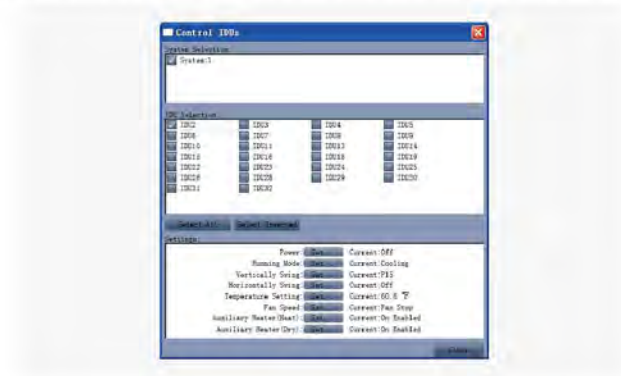 Control IDUs
System Selection
System:1
IDU Selection
IDU2 IDU3 IDU4 IDU5
IDU6 IDU7 IDU8 IDU9
IDU10 IDU11 IDU13 IDU14
IDU18 IDU19
IDU22 IDU23 IDU24 IDU25
IDU28 IDU29 IDU30
IDU31 IDU32
Select All Select Inverted
Settings:
Power: Set... Current:Off
Running Mode: Set... Current:Cooling
Vertically Swing: Set... Current:
Horizontally Swing: Set... Current:Off
Temperature Setting: Set... Current:60.8 ℉
Fan Speed: Set... Current:Fan Stop
Auxiliary Heater(Heat): Set... Current:On Enabled
Auxiliary Heater(Dry): Set... Current:On Enabled
Close